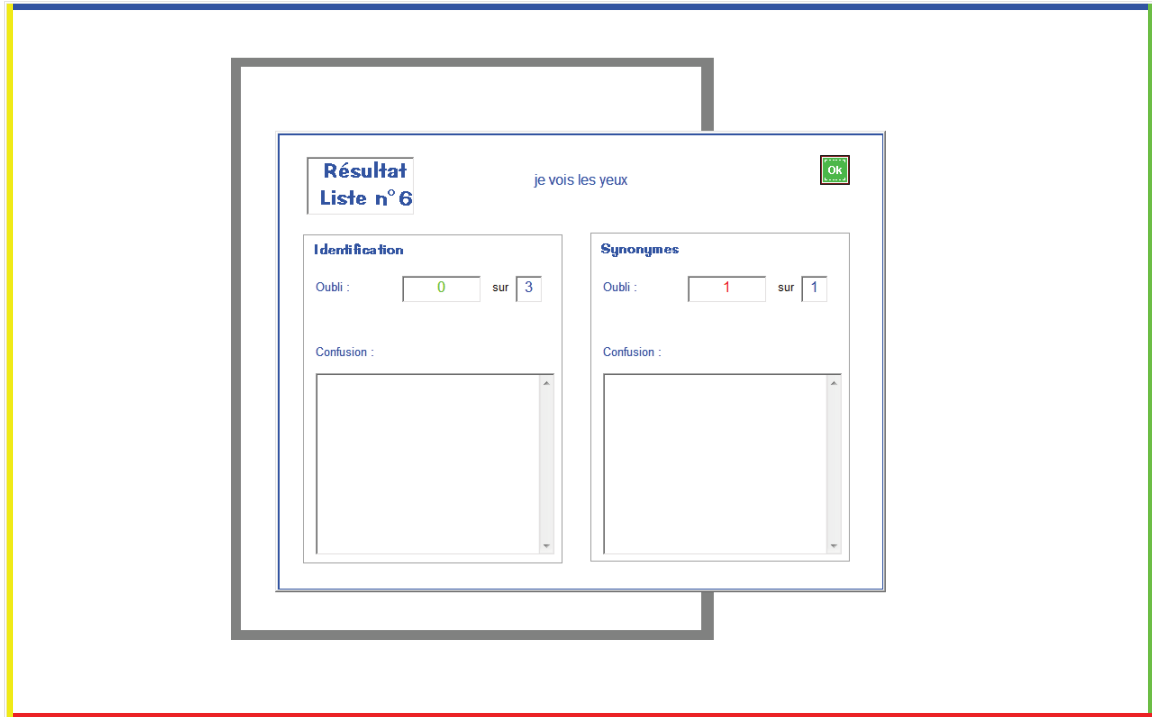 Résultat
Liste n° 6
je vois les yeux
Ok
Identification
Oubli : 0 sur 3
Confusion :
Synonymes
Oubli : 1 sur 1
Confusion :